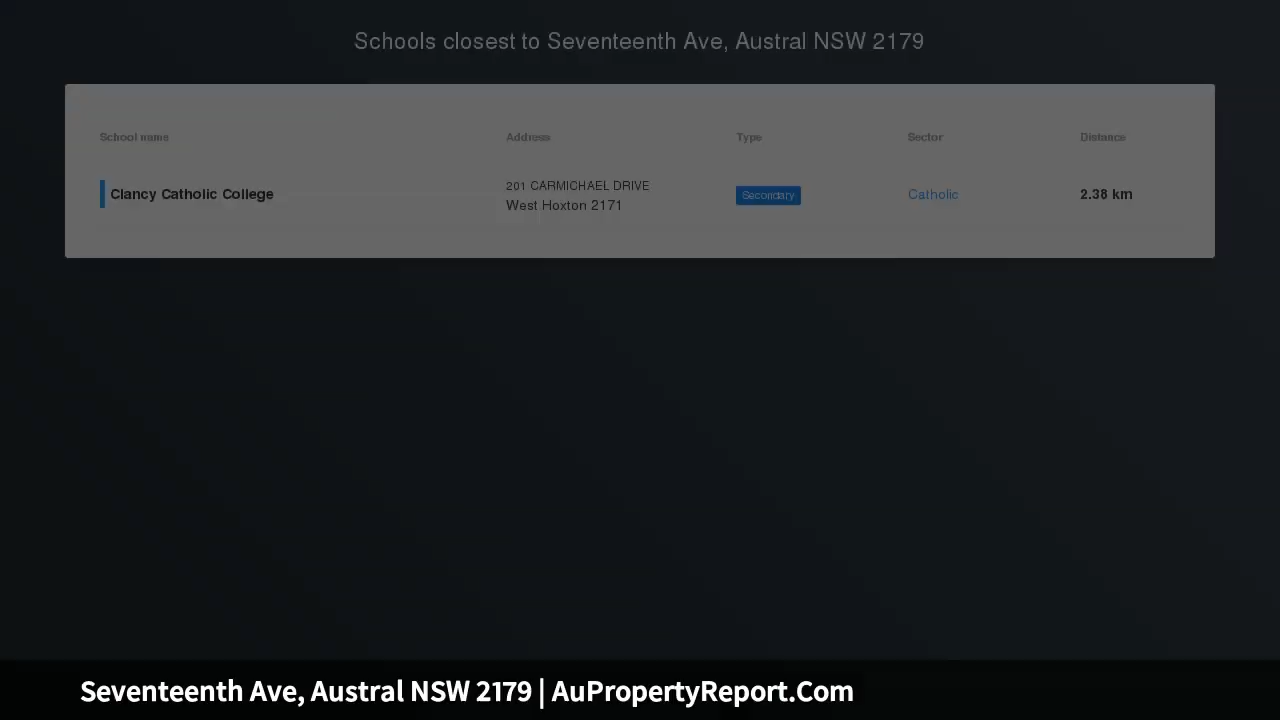 Schools closest to Seventeenth Ave, Austral NSW 2179
School name Address Type Sector Distance
Clancy Catholic College 201 CARMICHAEL DRIVE Secondary Catholic 2.38 km
West Hoxton 2171
Seventeenth Ave, Austral NSW 2179 | AuPropertyReport.Com